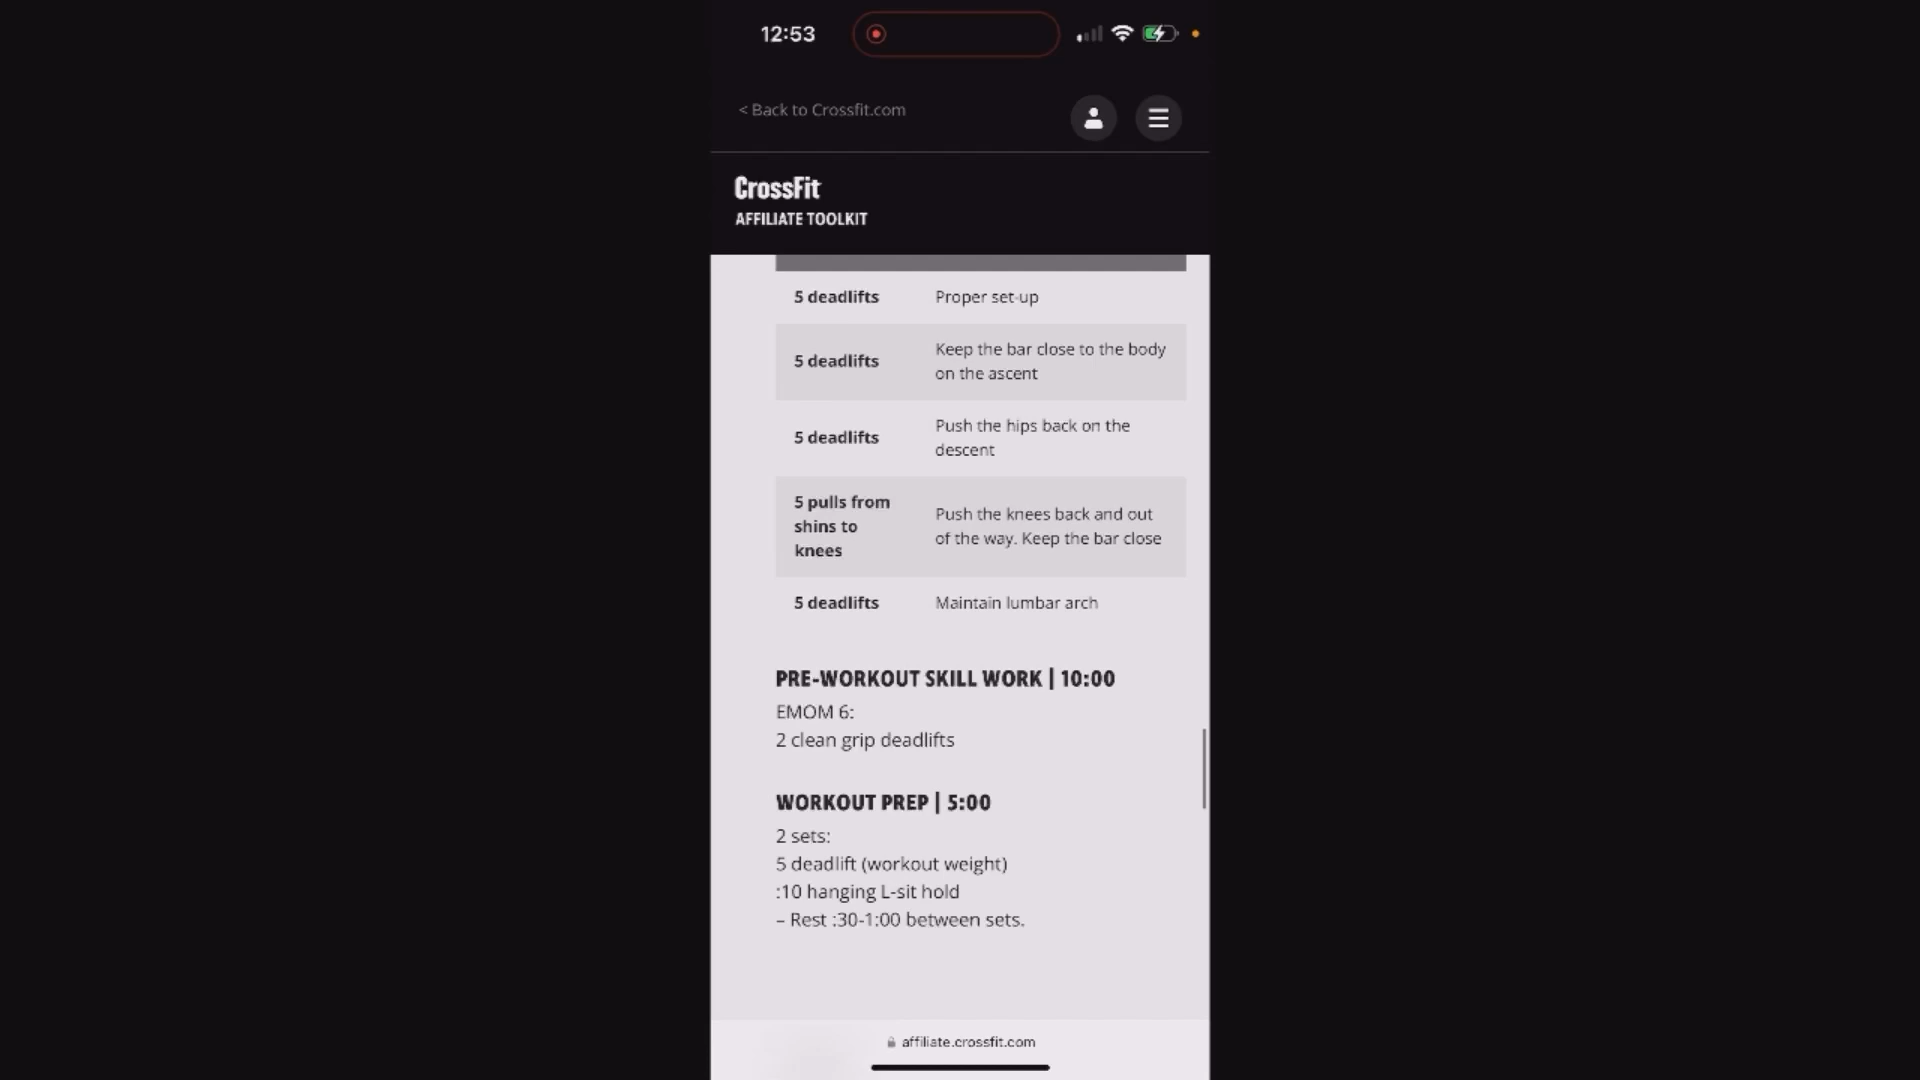 12:53
< Back to Crossfit.com
CrossFit
AFFILIATE TOOLKIT
5 deadlifts
Proper set-up
5 deadlifts
Keep the bar close to the body
on the ascent
5 deadlifts
Push the hips back on the
descent
5 pulls from
shins to
knees
Push the knees back and out
of the way. Keep the bar close
5 deadlifts
Maintain lumbar arch
PRE-WORKOUT SKILL WORK | 10:00
EMOM 6:
2 clean grip deadlifts
WORKOUT PREP | 5:00
2 sets:
5 deadlift (workout weight)
:10 hanging L-sit hold
– Rest :30-1:00 between sets.
affiliate.crossfit.com